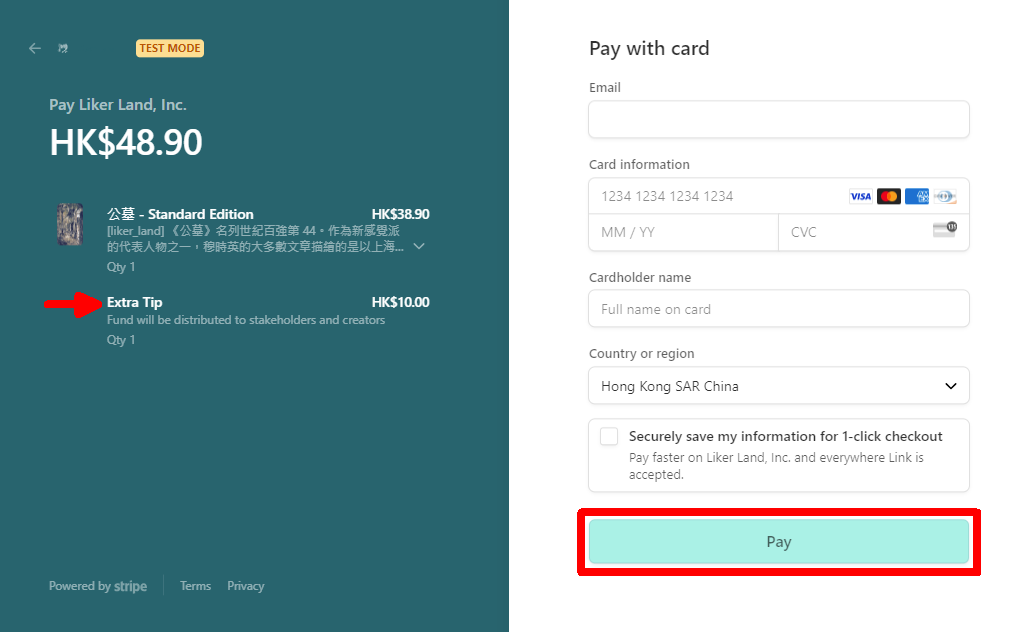 TEST MODE
Pay Liker Land, Inc.
HK$48.90
公墓 - Standard Edition HK$38.90
[liker_land] 《公墓》名列世紀百強第 44。作為新感覺派
的代表人物之一，穆時英的大多數文章描繪的是以上海...
Qty 1
Extra Tip HK$10.00
Fund will be distributed to stakeholders and creators
Qty 1
Powered by stripe Terms Privacy
Pay with card
Email
Card information
1234 1234 1234 1234 VISA
MM / YY CVC
Cardholder name
Full name on card
Country or region
Hong Kong SAR China
Securely save my information for 1-click checkout
Pay faster on Liker Land, Inc. and everywhere Link is
accepted.
Pay